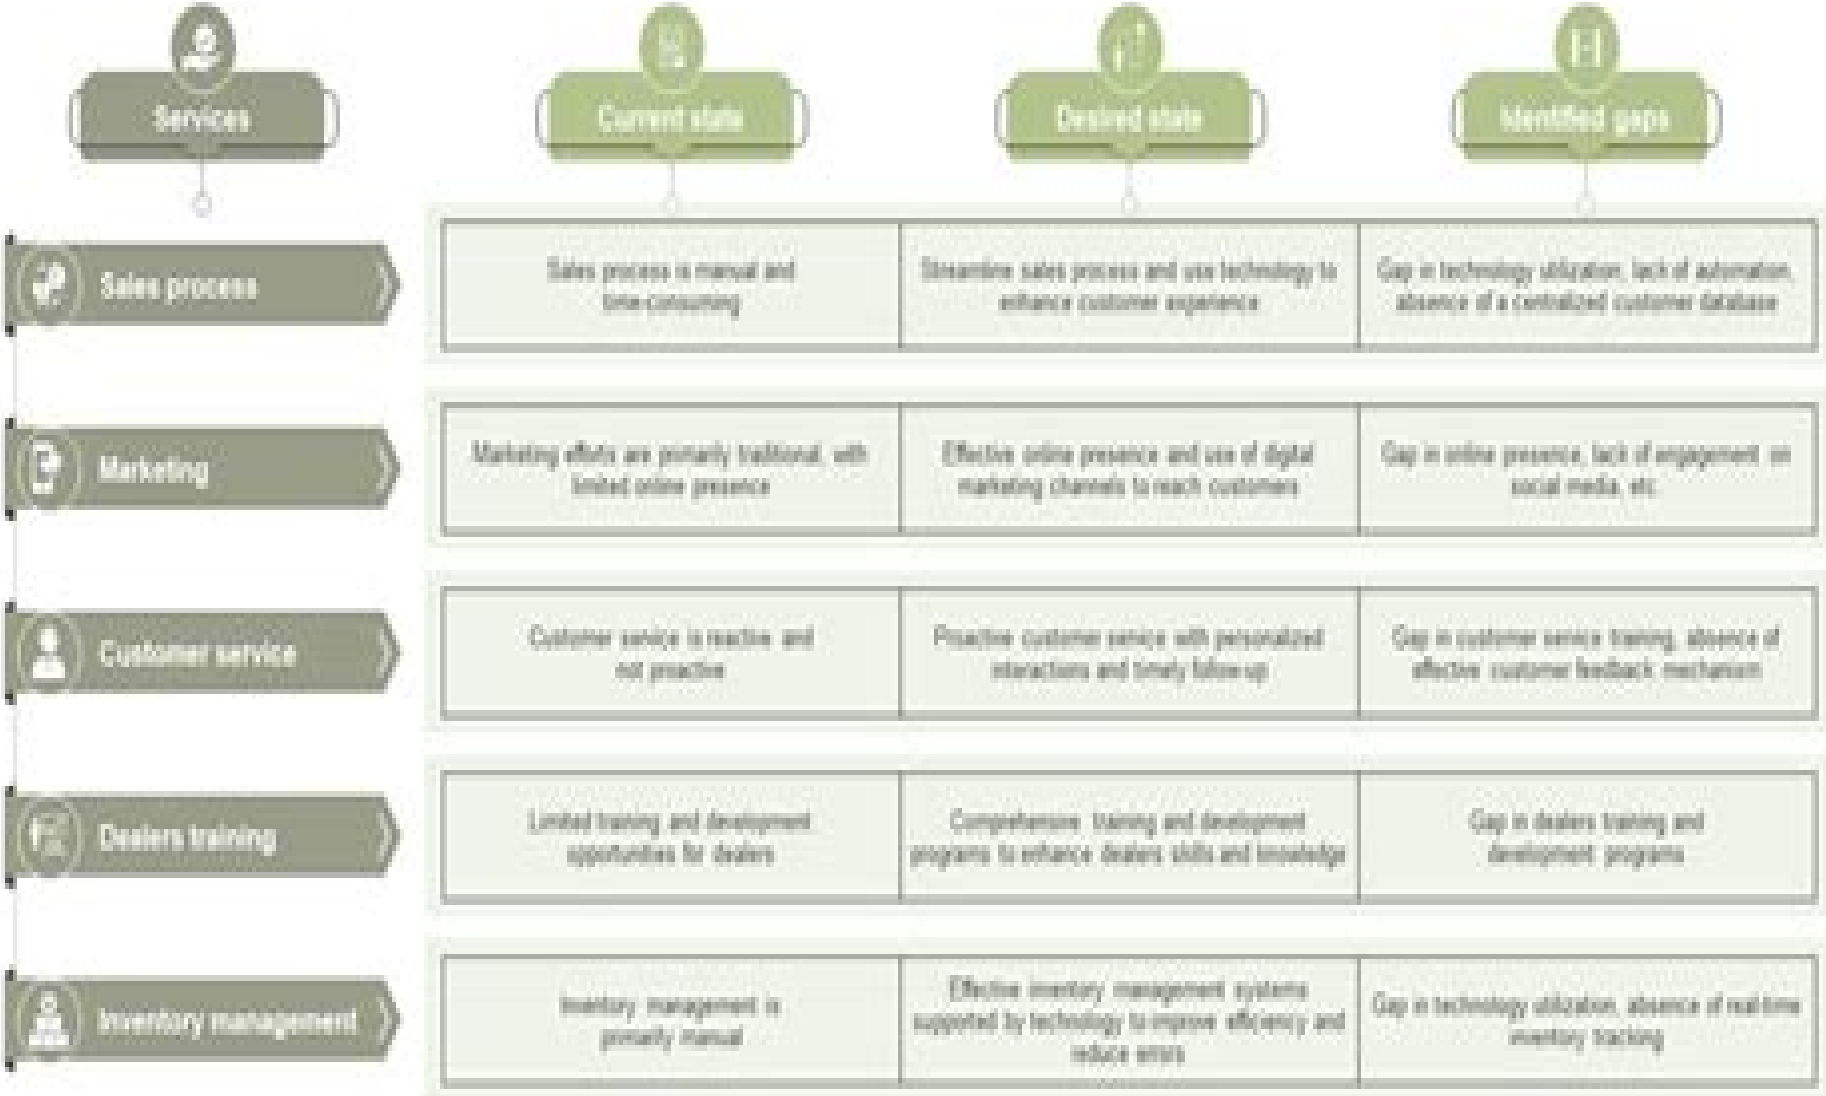 Services
Current state
Desired state
Identified gaps
Sales process
Sales process is manual and
time-consuming
Streamline sales process and use technology to
enhance customer experience
Gap in technology utilization, lack of automation,
absence of a centralized customer database
Marketing
Marketing efforts are primarily traditional, with
limited online presence
Effective online presence and use of digital
marketing channels to reach customers
Gap in online presence, lack of engagement on
social media, etc.
Customer service
Customer service is reactive and
not proactive
Proactive customer service with personalized
interactions and timely follow-up
Gap in customer service training, absence of
effective customer feedback mechanism
Dealers training
Limited training and development
opportunities for dealers
Comprehensive training and development
programs to enhance dealers skills and knowledge
Gap in dealers training and
development programs
Inventory management
Inventory management is
primarily manual
Effective inventory management systems
supported by technology to improve efficiency and
reduce errors
Gap in technology utilization, absence of real-time
inventory tracking